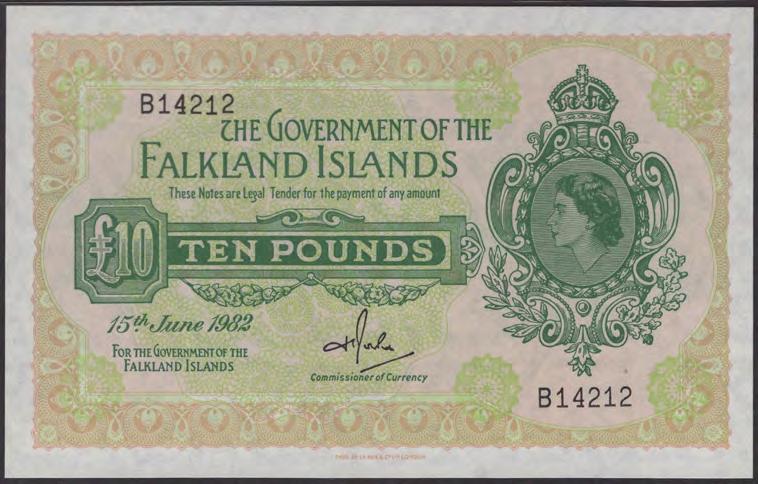 B14212
THE GOVERNMENT OF THE
FALKLAND ISLANDS
These Notes are Legal Tender for the payment of any amount
£10
TEN POUNDS
15th June 1982
FOR THE GOVERNMENT OF THE
FALKLAND ISLANDS
Commissioner of Currency
B14212
LONDON